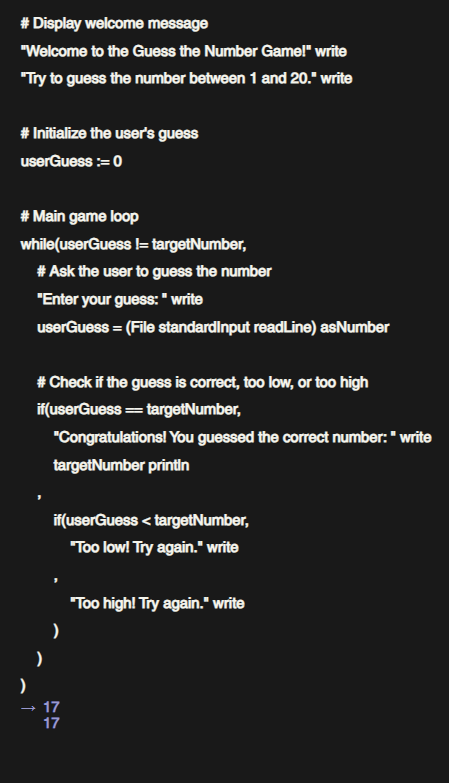 # Display welcome message
"Welcome to the Guess the Number Game!" write
"Try to guess the number between 1 and 20." write
# Initialize the user's guess
userGuess := 0
# Main game loop
while(userGuess != targetNumber,
# Ask the user to guess the number
"Enter your guess: " write
userGuess = (File standardInput readLine) asNumber
# Check if the guess is correct, too low, or too high
if(userGuess == targetNumber,
"Congratulations! You guessed the correct number: " write
targetNumber println
,
if(userGuess < targetNumber,
"Too low! Try again." write
,
"Too high! Try again." write
)
)
)
→ 17
17